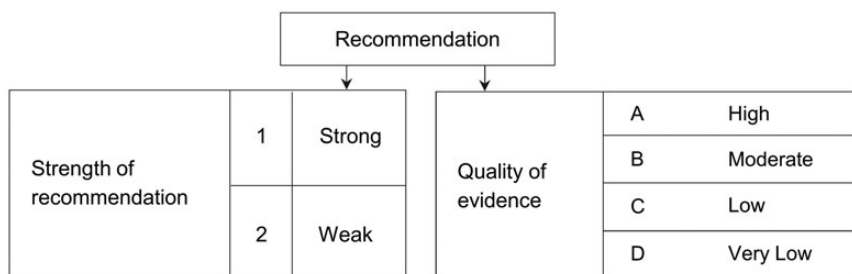 Recommendation
Strength of
recommendation
1 Strong
2 Weak
Quality of
evidence
A High
B Moderate
C Low
D Very Low